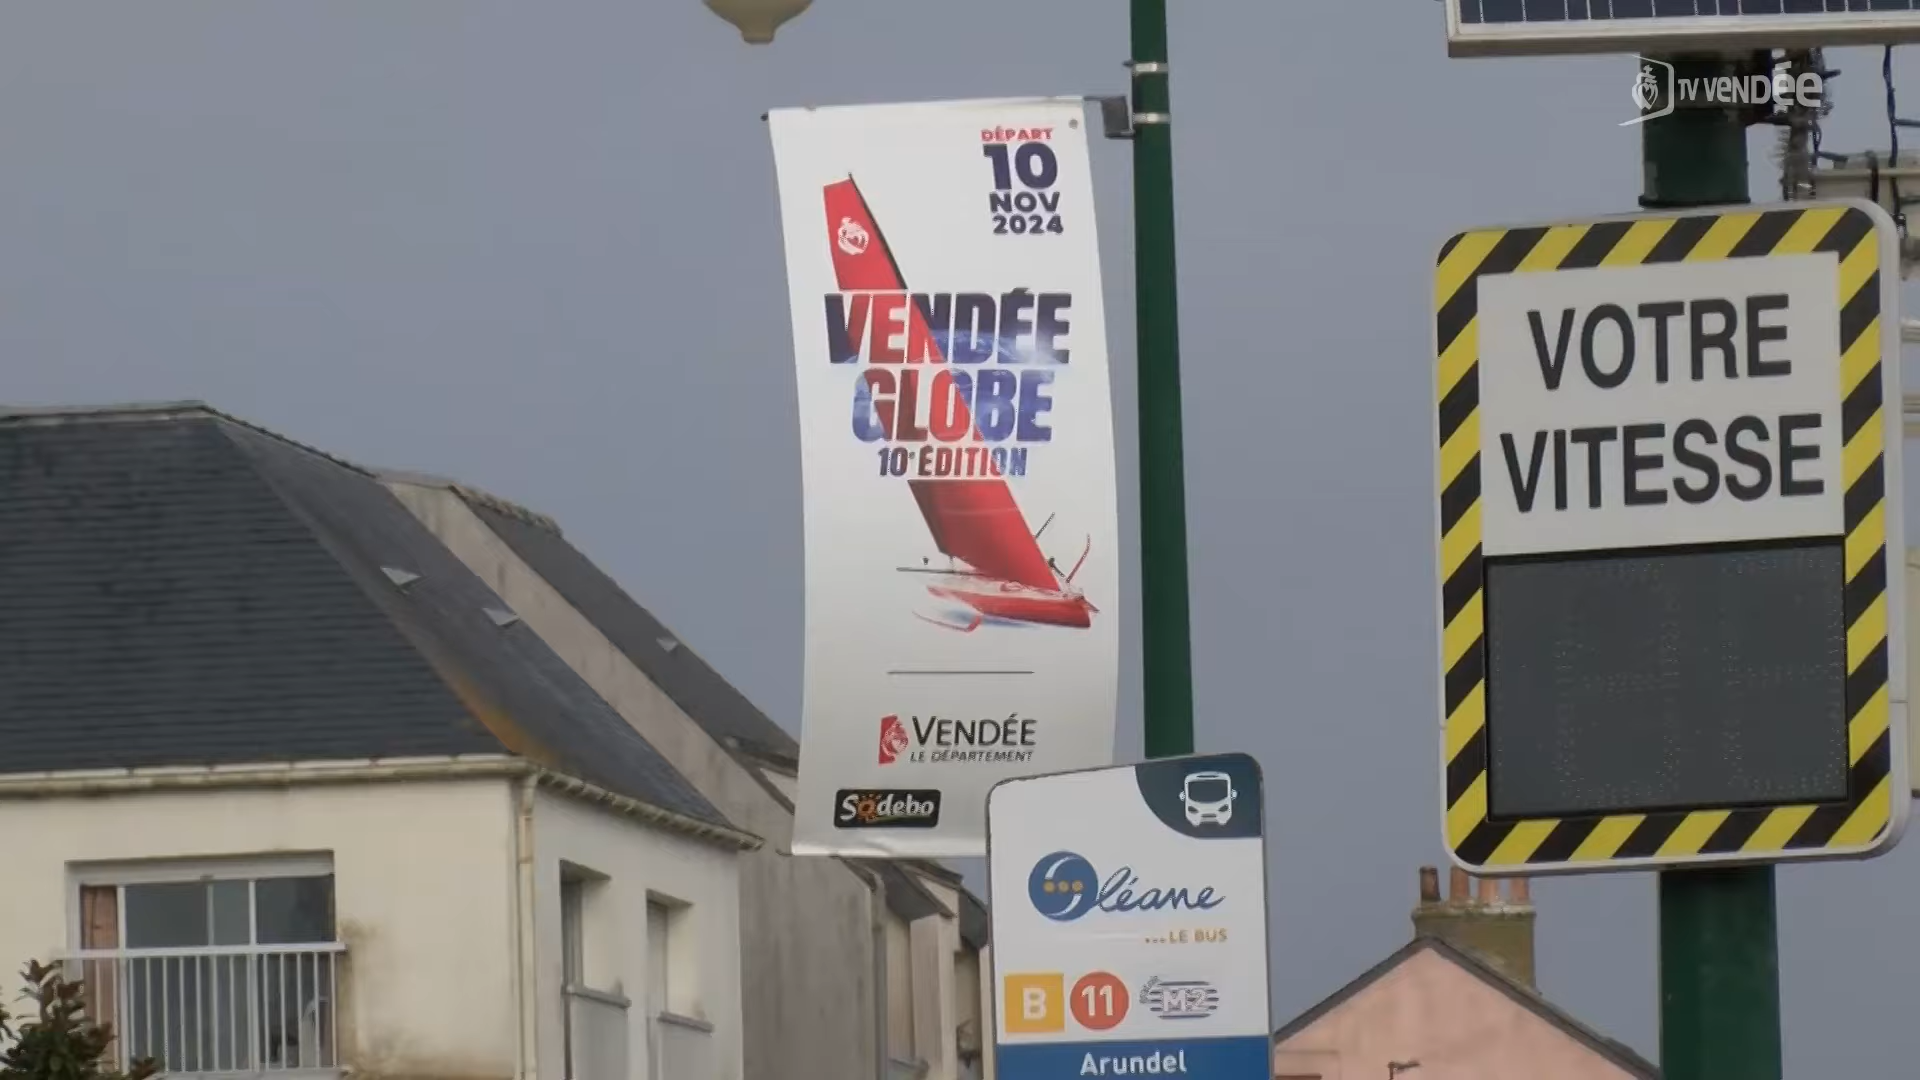 TV VENDÉE
DÉPART
10
NOV
2024
VENDÉE
GLOBE
10e ÉDITION
VENDÉE
LE DÉPARTEMENT
Sodebo
VOTRE
VITESSE
Oléane
...LE BUS
B 11 M2
Arundel